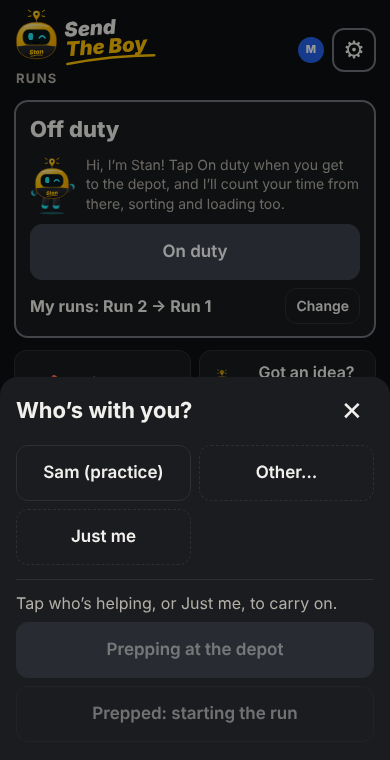 Send
The Boy
Stan
M
RUNS
Off duty
Hi, I'm Stan! Tap On duty when you get
to the depot, and I'll count your time from
there, sorting and loading too.
Stan
On duty
My runs: Run 2 → Run 1
Change
Got an idea?
Who's with you?
Sam (practice)
Other...
Just me
Tap who's helping, or Just me, to carry on.
Prepping at the depot
Prepped: starting the run